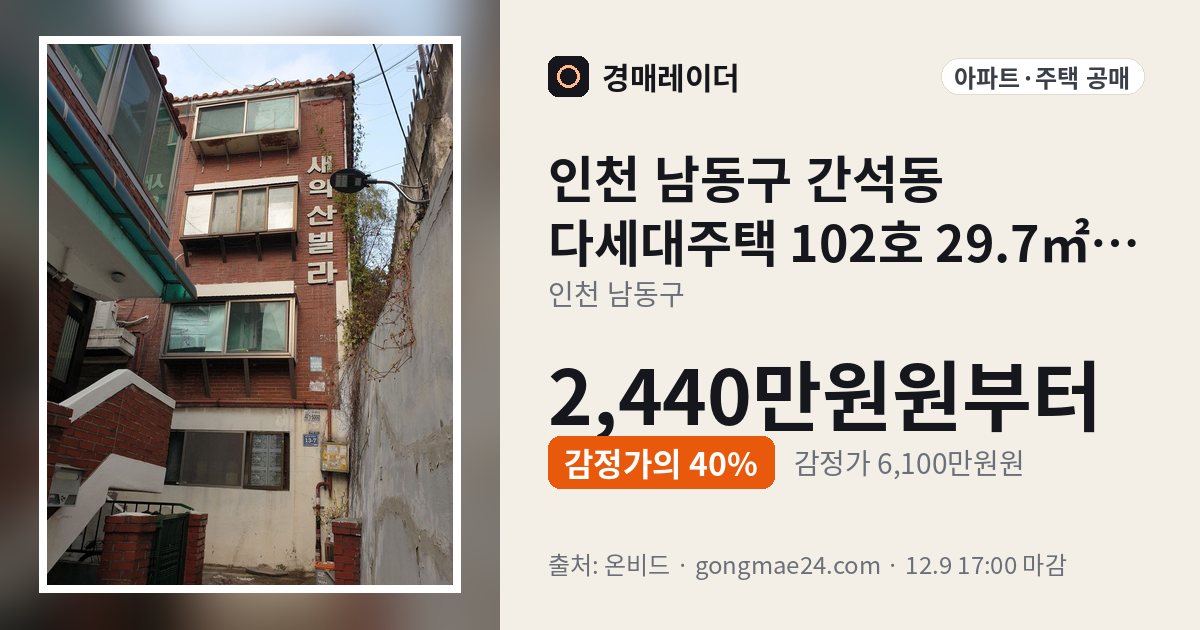 새억산빌라
13-7
경매레이더
아파트·주택 공매
인천 남동구 간석동
다세대주택 102호 29.7㎡…
인천 남동구
2,440만원원부터
감정가의 40%
감정가 6,100만원원
출처: 온비드 · gongmae24.com · 12.9 17:00 마감